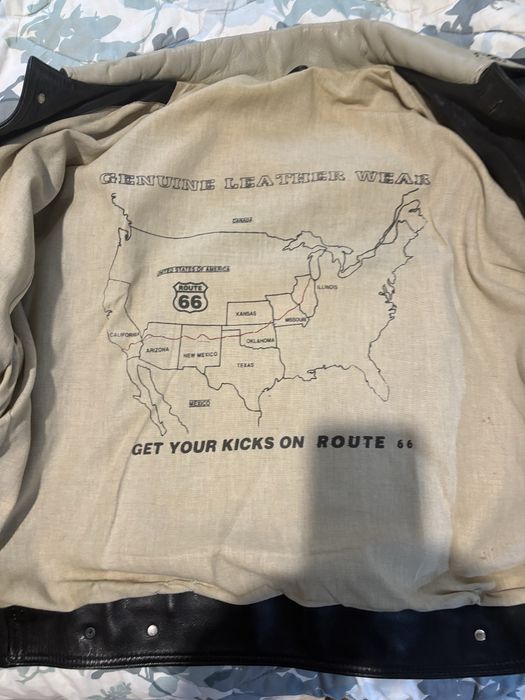 GENUINE LEATHER WEAR
CANADA
UNITED STATES OF AMERICA
ROUTE
66
ILLINOIS
KANSAS
MISSOURI
CALIFORNIA
OKLAHOMA
ARIZONA
NEW MEXICO
TEXAS
MEXICO
GET YOUR KICKS ON ROUTE 66